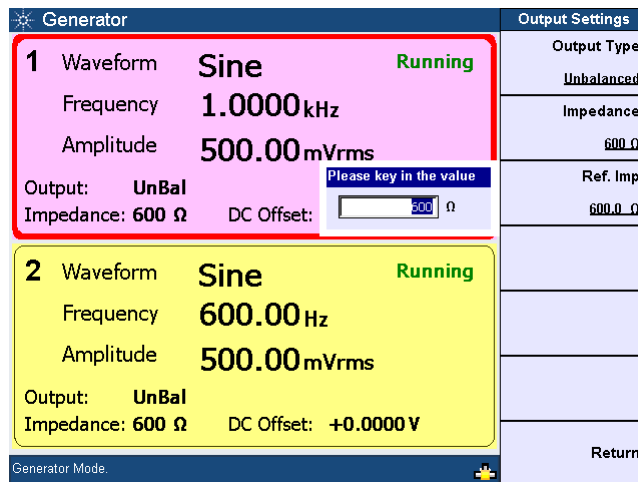 Generator
1 Waveform Sine Running
Frequency 1.0000 kHz
Amplitude 500.00 mVrms
Output: UnBal
Impedance: 600 Ω DC Offset:
Please key in the value
600 Ω
2 Waveform Sine Running
Frequency 600.00 Hz
Amplitude 500.00 mVrms
Output: UnBal
Impedance: 600 Ω DC Offset: +0.0000 V
Generator Mode.
Output Settings
Output Type
Unbalanced
Impedance
600 Ω
Ref. Imp
600.0 Ω
Return